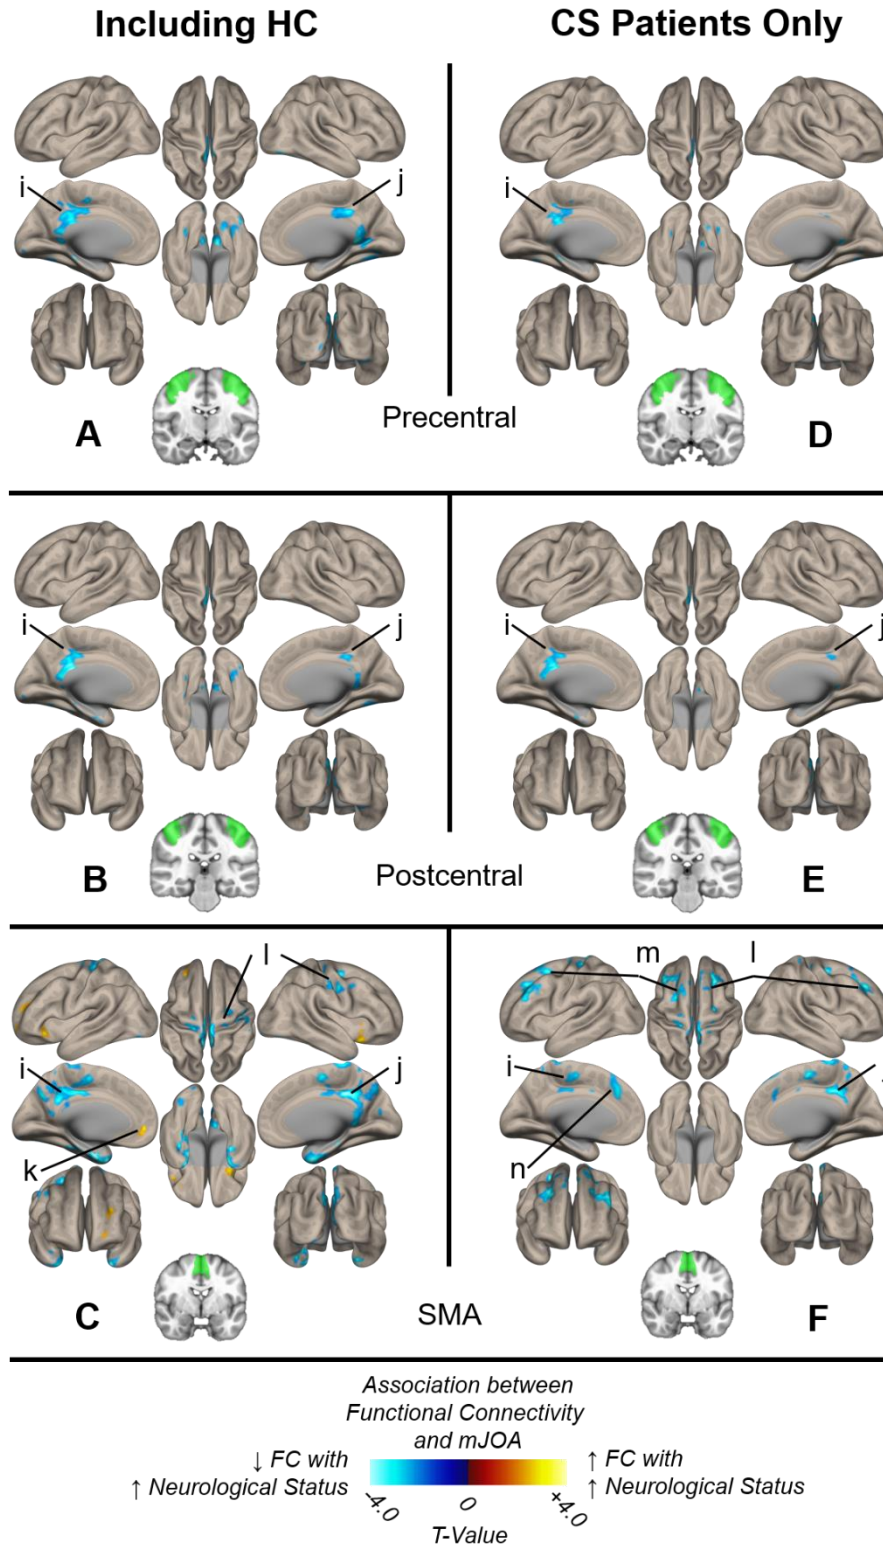 Including HC
CS Patients Only
i
j
i
A
Precentral
D
i
j
i
j
B
Postcentral
E
l
m
l
i
j
i
k
n
C
SMA
F
Association between
Functional Connectivity
and mJOA
↓ FC with
↑ Neurological Status
↑ FC with
↑ Neurological Status
-4.0
0
+4.0
T-Value